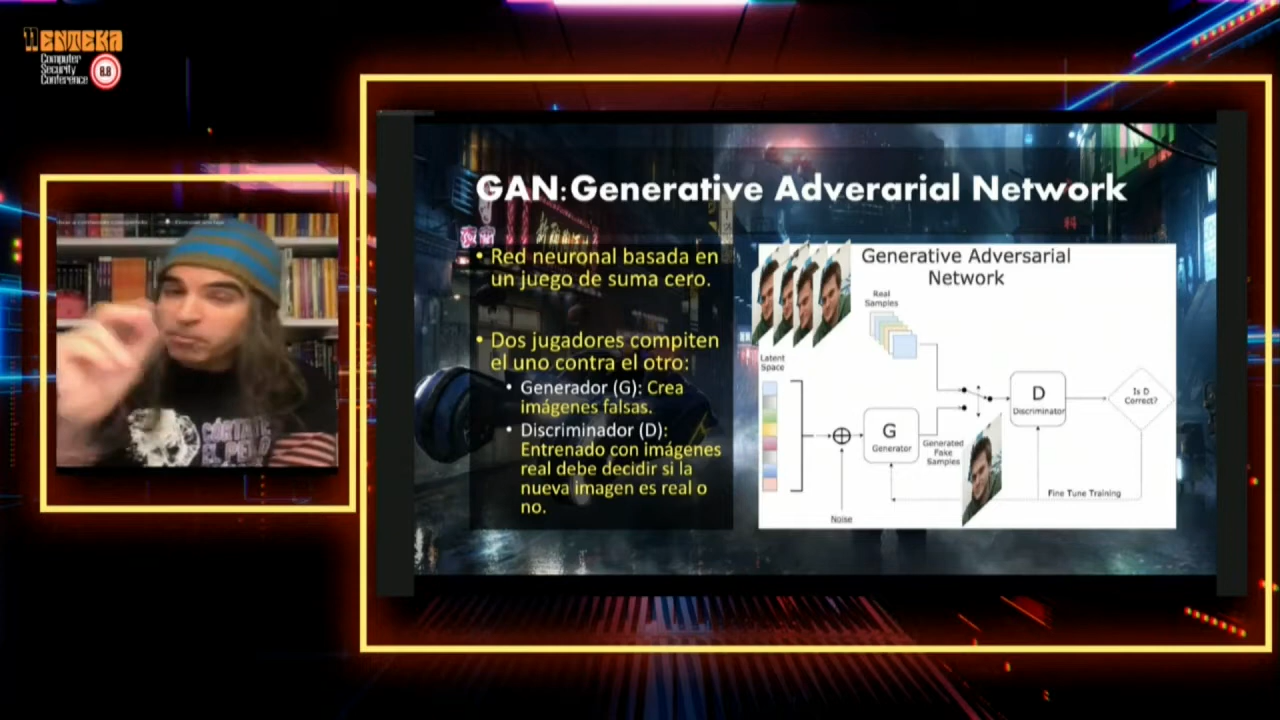 11ENTEKA
Computer
Security
Conference
8.8
GAN:Generative Adverarial Network
• Red neuronal basada en
un juego de suma cero.
• Dos jugadores compiten
el uno contra el otro:
• Generador (G): Crea
imágenes falsas.
• Discriminador (D):
Entrenado con imágenes
real debe decidir si la
nueva imagen es real o
no.
Generative Adversarial
Network
Real
Samples
Latent
Space
G
Generator
Noise
Generated
Fake
Samples
D
Discriminator
Is D
Correct?
Fine Tune Training